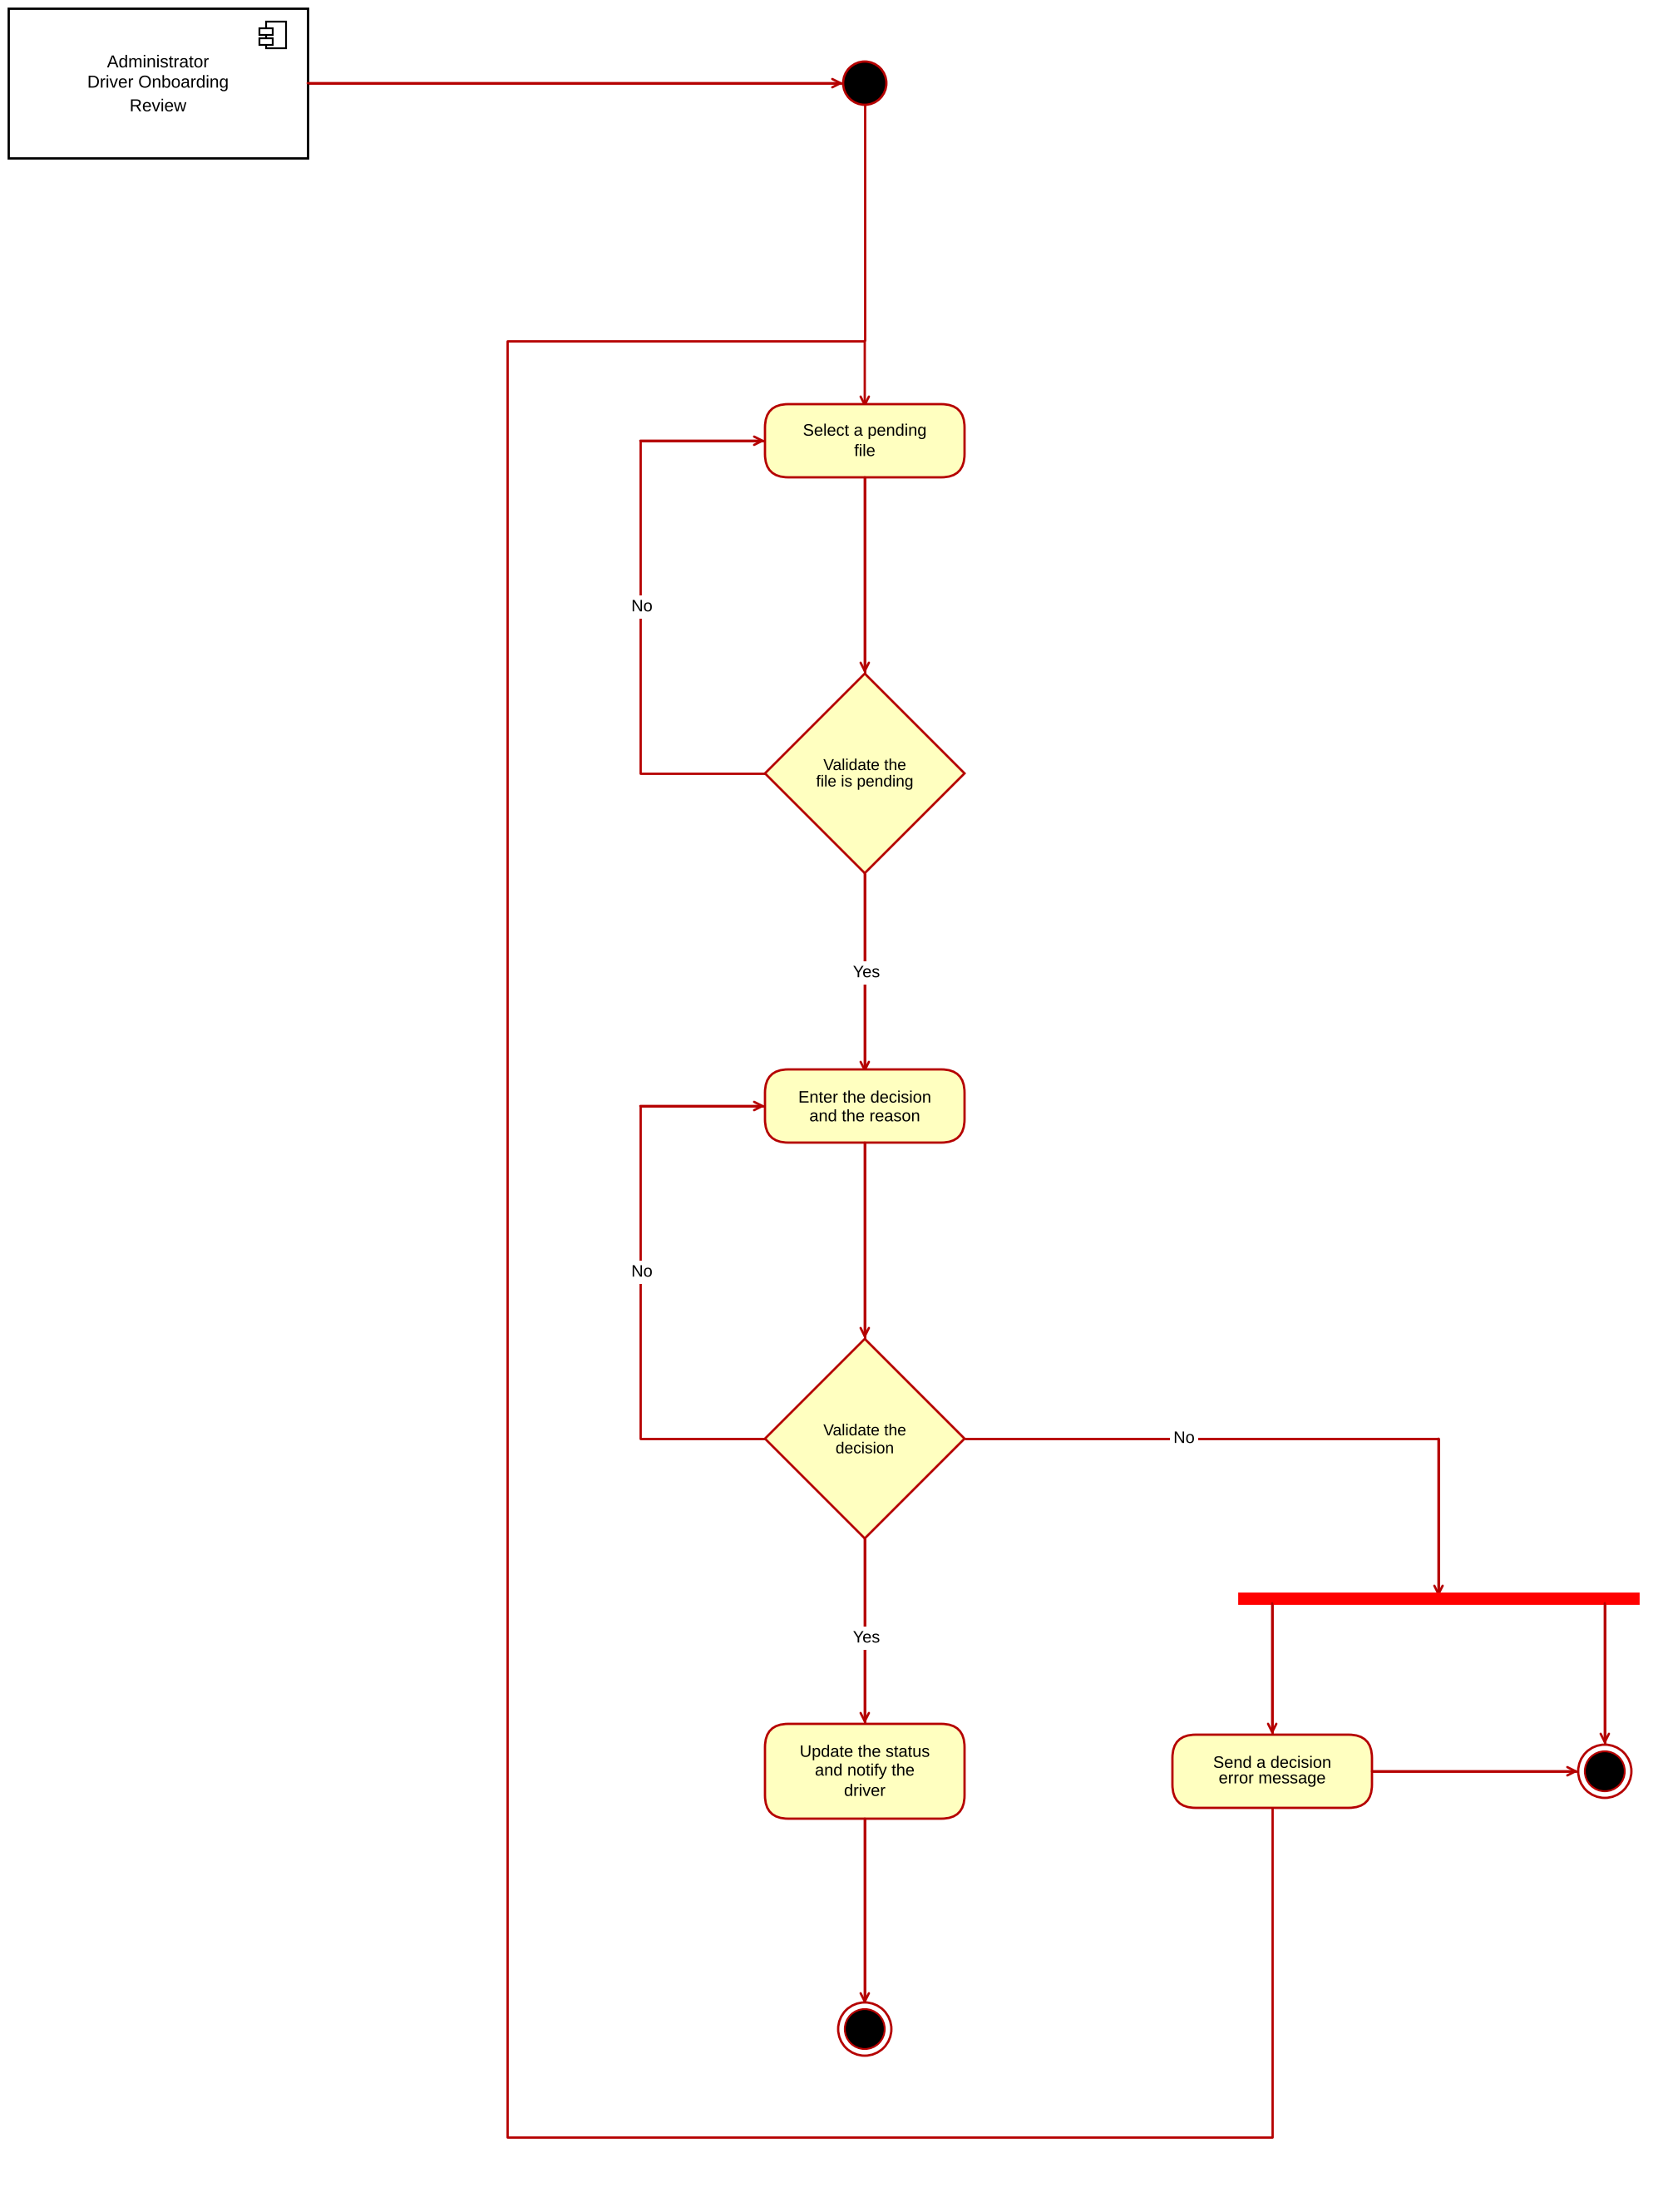 Administrator
Driver Onboarding
Review
Select a pending
file
No
Validate the
file is pending
Yes
Enter the decision
and the reason
No
Validate the
decision
No
Yes
Update the status
and notify the
driver
Send a decision
error message